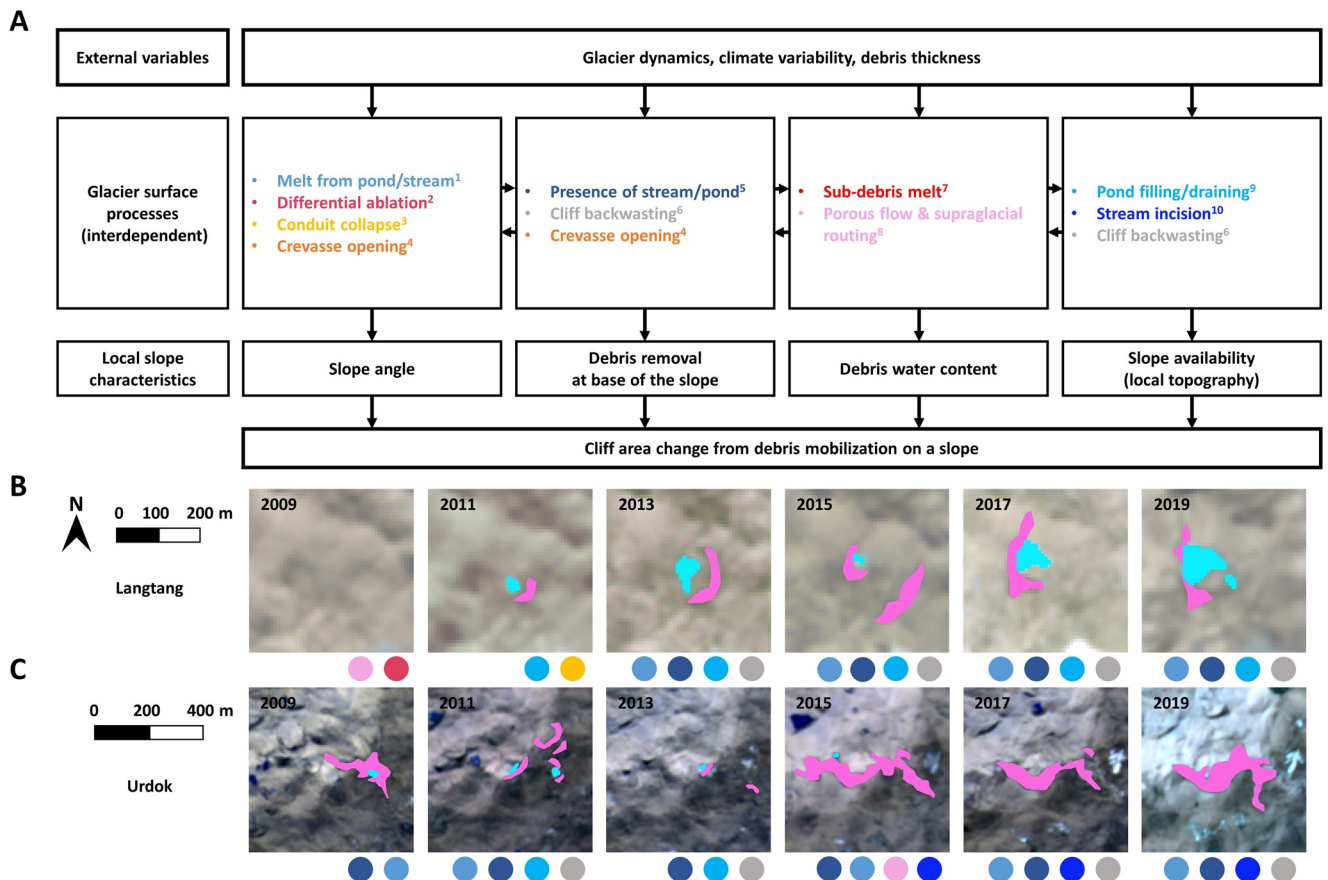 A
External variables
Glacier dynamics, climate variability, debris thickness
Glacier surface
processes
(interdependent)
• Melt from pond/stream¹
• Differential ablation²
• Conduit collapse³
• Crevasse opening⁴
• Presence of stream/pond⁵
• Cliff backwasting⁶
• Crevasse opening⁴
• Sub-debris melt⁷
• Porous flow & supraglacial
routing⁸
• Pond filling/draining⁹
• Stream incision¹⁰
• Cliff backwasting⁶
Local slope
characteristics
Slope angle
Debris removal
at base of the slope
Debris water content
Slope availability
(local topography)
Cliff area change from debris mobilization on a slope
B
N
0 100 200 m
Langtang
2009
2011
2013
2015
2017
2019
C
0 200 400 m
Urdok
2009
2011
2013
2015
2017
2019